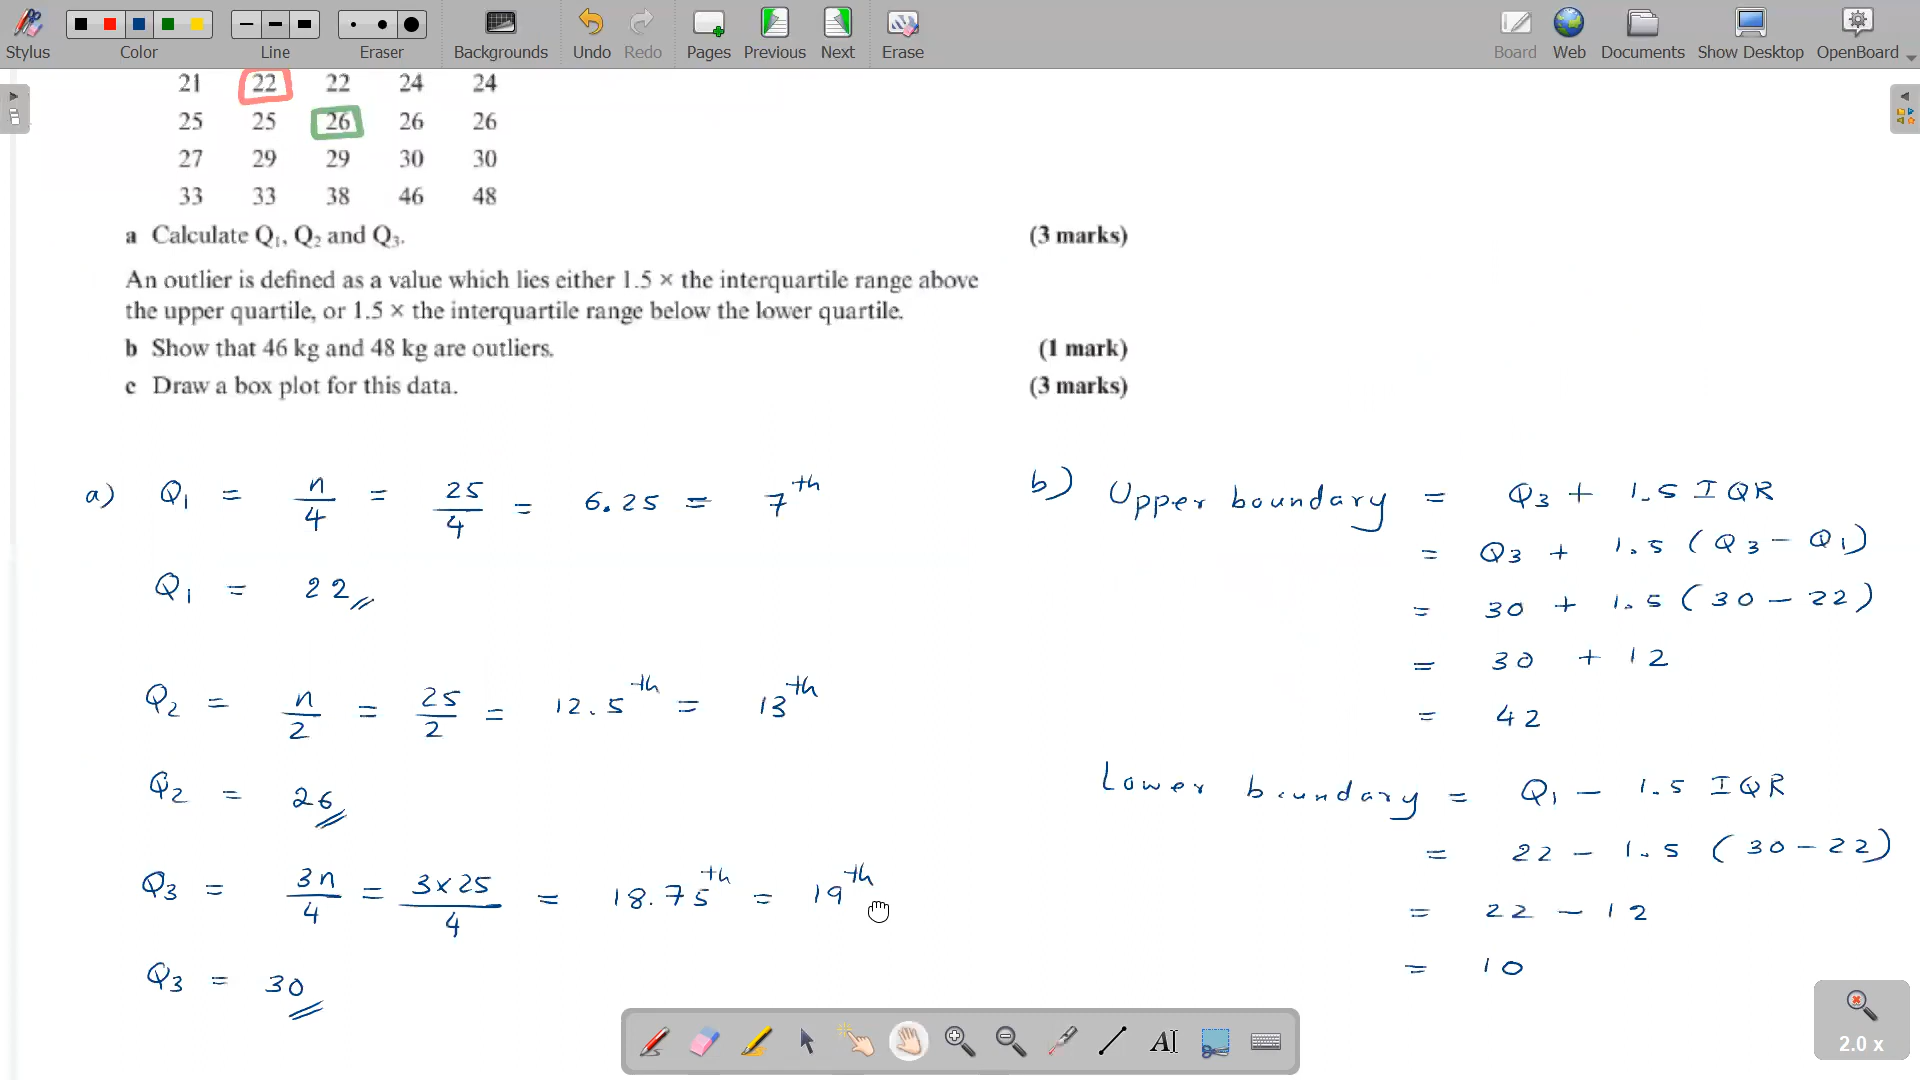 Stylus Color Line Eraser Backgrounds Undo Redo Pages Previous Next Erase Board Web Documents Show Desktop OpenBoard
21 22 22 24 24
25 25 26 26 26
27 29 29 30 30
33 33 38 46 48
a Calculate Q₁, Q₂ and Q₃. (3 marks)
An outlier is defined as a value which lies either 1.5 × the interquartile range above
the upper quartile, or 1.5 × the interquartile range below the lower quartile.
b Show that 46 kg and 48 kg are outliers. (1 mark)
c Draw a box plot for this data. (3 marks)
a) Q₁ = n/4 = 25/4 = 6.25 = 7th
Q₁ = 22
Q₂ = n/2 = 25/2 = 12.5th = 13th
Q₂ = 26
Q₃ = 3n/4 = 3×25/4 = 18.75th = 19th
Q₃ = 30
b) Upper boundary = Q₃ + 1.5 IQR
= Q₃ + 1.5 (Q₃ − Q₁)
= 30 + 1.5 (30 − 22)
= 30 + 12
= 42
Lower boundary = Q₁ − 1.5 IQR
= 22 − 1.5 (30 − 22)
= 22 − 12
= 10
2.0 x